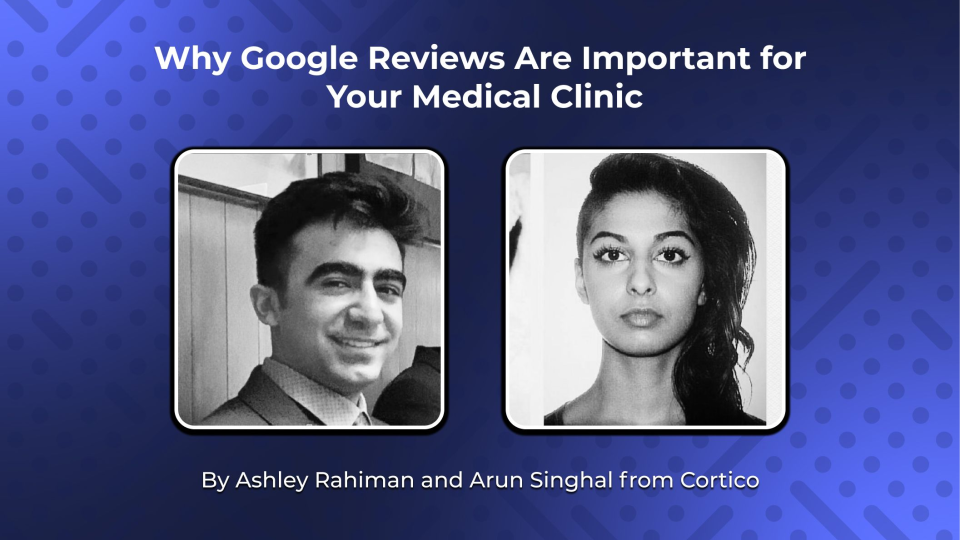 Why Google Reviews Are Important for
Your Medical Clinic
By Ashley Rahiman and Arun Singhal from Cortico